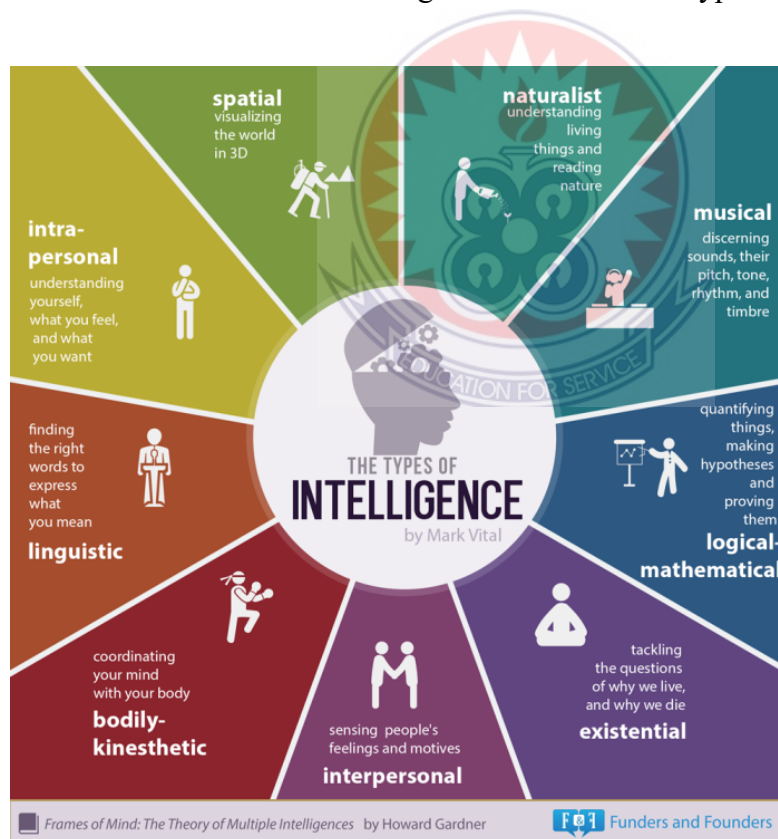 spatial
visualizing
the world
in 3D
naturalist
understanding
living
things and
reading
nature
musical
discerning
sounds, their
pitch, tone,
rhythm, and
timbre
quantifying
things,
making
hypotheses
and
proving
them
logical-
mathematical
tackling
the questions
of why we live,
and why we die
existential
sensing people's
feelings and motives
interpersonal
coordinating
your mind
with your body
bodily-
kinesthetic
finding
the right
words to
express
what
you mean
linguistic
intra-
personal
understanding
yourself,
what you feel,
and what
you want
EDUCATION FOR SERVICE
THE TYPES OF
INTELLIGENCE
by Mark Vital
Frames of Mind: The Theory of Multiple Intelligences by Howard Gardner
F&F Funders and Founders